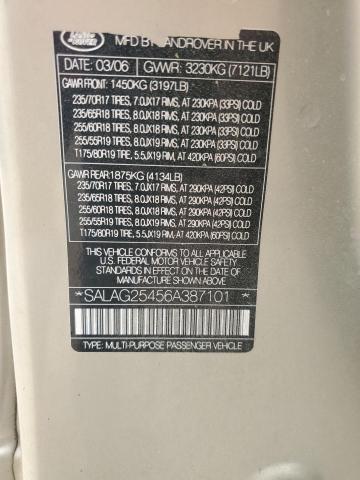 LAND ROVER
MFD BY LANDROVER IN THE UK
DATE: 03/06 GVWR: 3230KG (7121LB)
GAWR FRONT:1450KG (3197LB)
235/70R17 TIRES, 7.0JX17 RIMS, AT 230KPA (33PSI) COLD
235/65R18 TIRES, 8.0JX18 RIMS, AT 230KPA (33PSI) COLD
255/60R18 TIRES, 8.0JX18 RIMS, AT 230KPA (33PSI) COLD
255/55R19 TIRES, 8.0JX19 RIMS, AT 230KPA (33PSI) COLD
T175/80R19 TIRE, 5.5JX19 RIM, AT 420KPA (60PSI) COLD
GAWR REAR:1875KG (4134LB)
235/70R17 TIRES, 7.0JX17 RIMS, AT 290KPA (42PSI) COLD
235/65R18 TIRES, 8.0JX18 RIMS, AT 290KPA (42PSI) COLD
255/60R18 TIRES, 8.0JX18 RIMS, AT 290KPA (42PSI) COLD
255/55R19 TIRES, 8.0JX19 RIMS, AT 290KPA (42PSI) COLD
T175/80R19 TIRE, 5.5JX19 RIM, AT 420KPA (60PSI) COLD
THIS VEHICLE CONFORMS TO ALL APPLICABLE
U.S. FEDERAL MOTOR VEHICLE SAFETY
STANDARDS IN EFFECT ON THE DATE OF
MANUFACTURE SHOWN ABOVE.
*SALAG25456A387101 *
TYPE: MULTI-PURPOSE PASSENGER VEHICLE